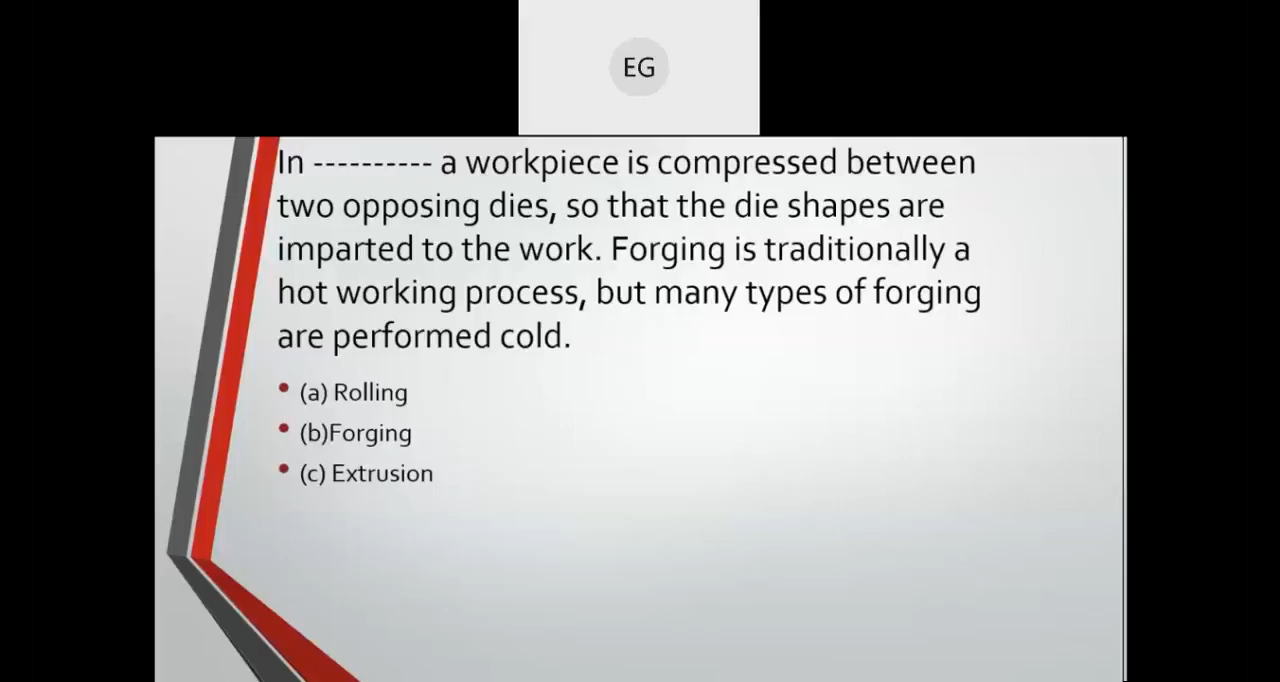 EG
In ---------- a workpiece is compressed between
two opposing dies, so that the die shapes are
imparted to the work. Forging is traditionally a
hot working process, but many types of forging
are performed cold.
• (a) Rolling
• (b)Forging
• (c) Extrusion